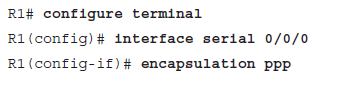 R1# configure terminal
R1(config)# interface serial 0/0/0
R1(config-if)# encapsulation ppp